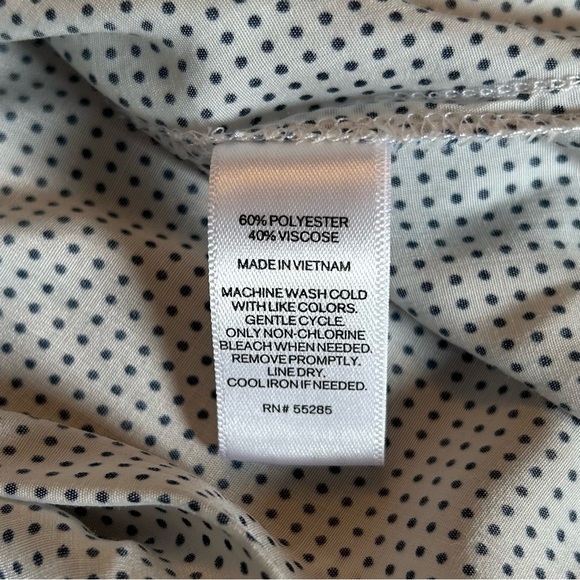 60% POLYESTER
40% VISCOSE
MADE IN VIETNAM
MACHINE WASH COLD
WITH LIKE COLORS.
GENTLE CYCLE.
ONLY NON-CHLORINE
BLEACH WHEN NEEDED.
REMOVE PROMPTLY.
LINE DRY.
COOL IRON IF NEEDED.
RN# 55285